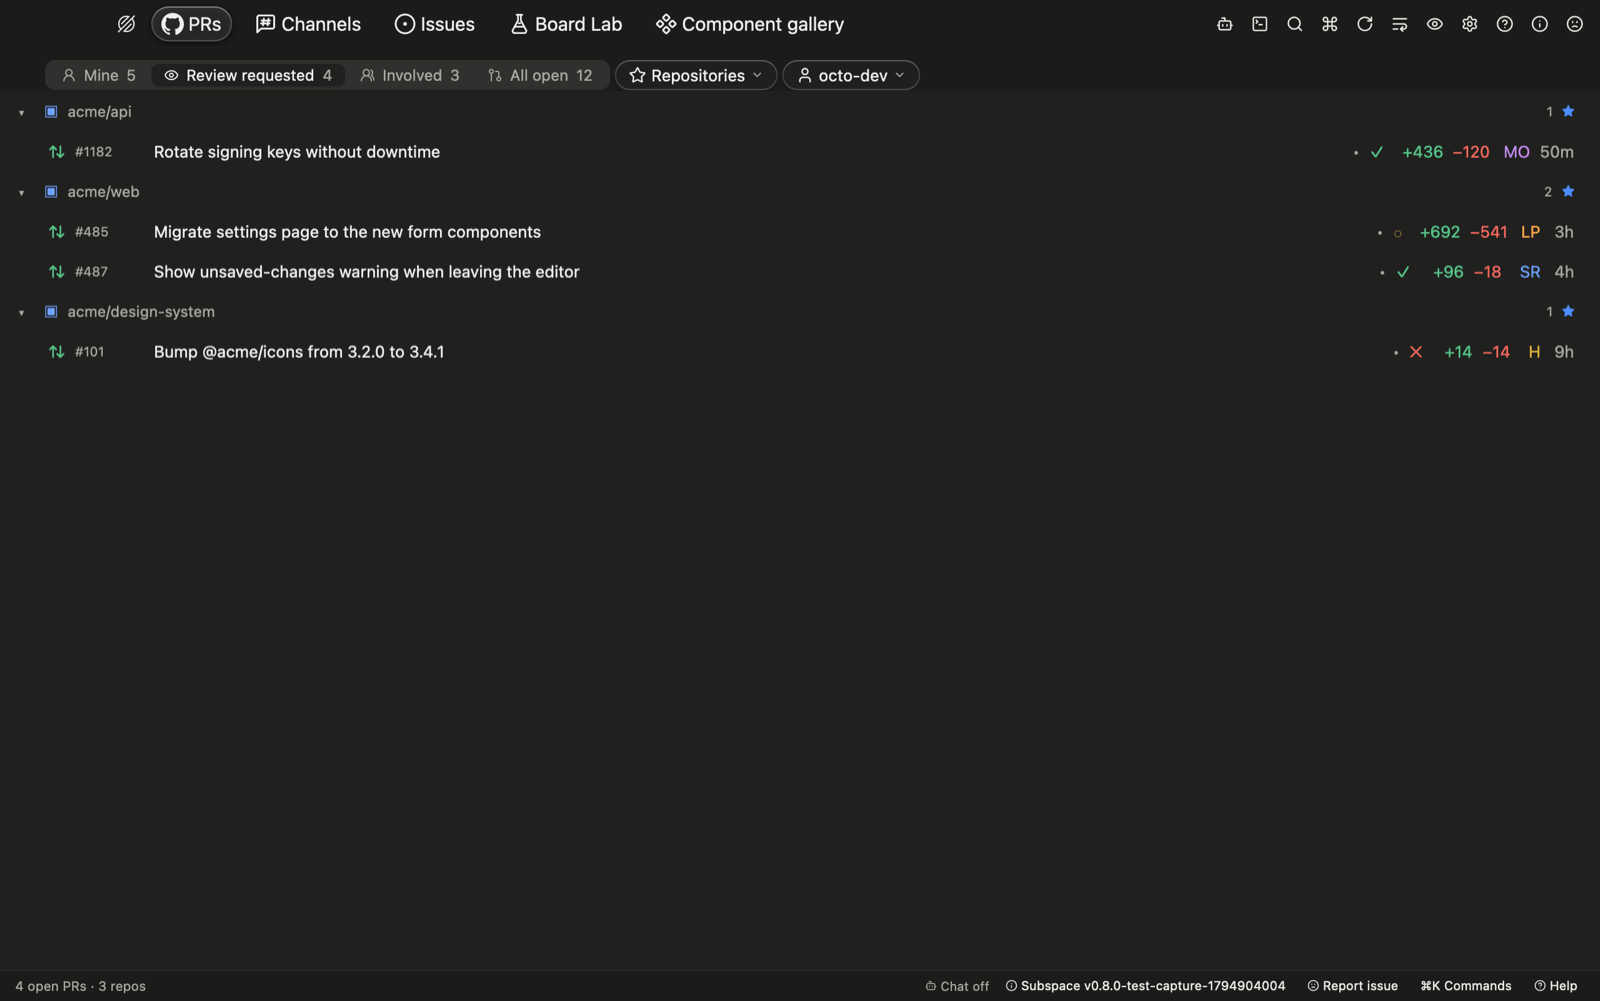 PRs Channels Issues Board Lab Component gallery
Mine 5 Review requested 4 Involved 3 All open 12 Repositories octo-dev
acme/api 1
#1182 Rotate signing keys without downtime +436 −120 MO 50m
acme/web 2
#485 Migrate settings page to the new form components +692 −541 LP 3h
#487 Show unsaved-changes warning when leaving the editor +96 −18 SR 4h
acme/design-system 1
#101 Bump @acme/icons from 3.2.0 to 3.4.1 +14 −14 H 9h
4 open PRs · 3 repos Chat off Subspace v0.8.0-test-capture-1794904004 Report issue ⌘K Commands Help